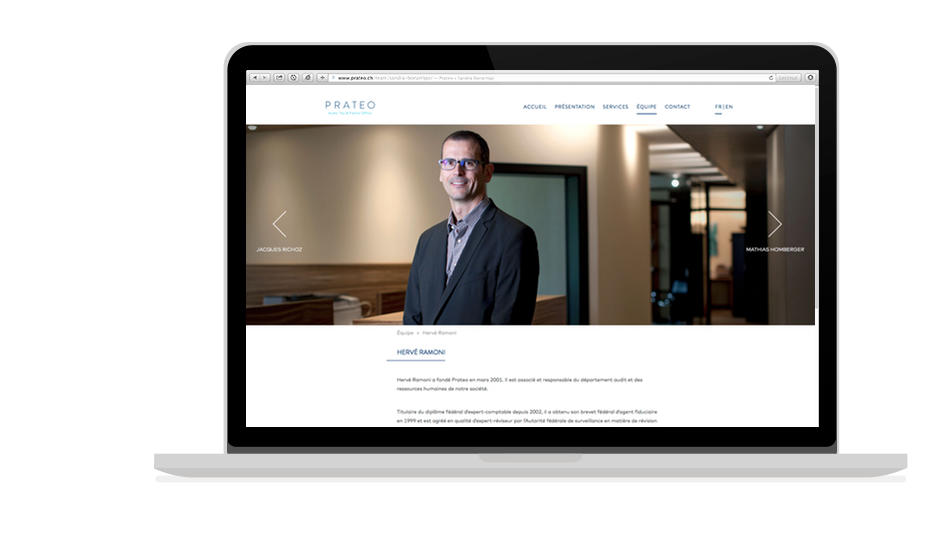 www.prateo.ch
PRATEO
ACCUEIL PRÉSENTATION SERVICES ÉQUIPE CONTACT FR|EN
JACQUES RICHOZ
MATHIAS HOMBERGER
Équipe » Hervé Ramoni
HERVÉ RAMONI
Hervé Ramoni a fondé Prateo en mars 2001. Il est associé et responsable du département audit et des
ressources humaines de notre société.
Titulaire du diplôme fédéral d'expert-comptable depuis 2002, il a obtenu son brevet fédéral d'agent fiduciaire
en 1999 et est agréé en qualité d'expert-réviseur par l'Autorité fédérale de surveillance en matière de révision